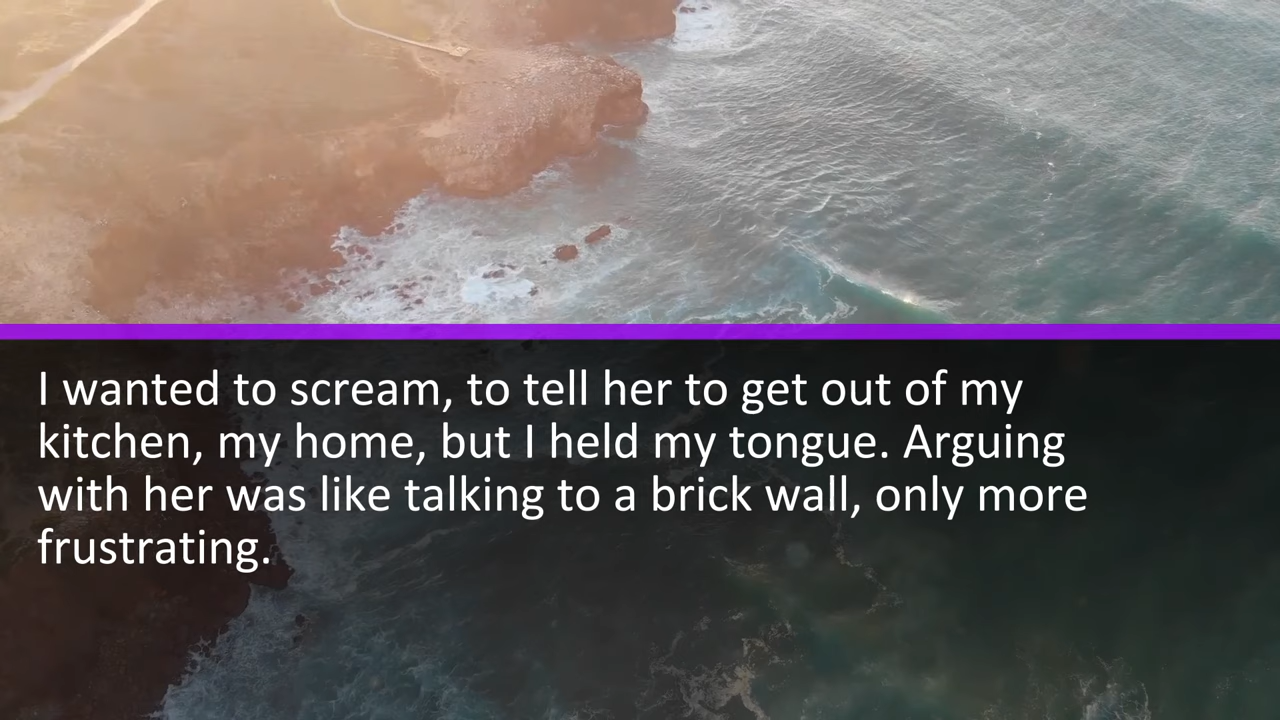 I wanted to scream, to tell her to get out of my
kitchen, my home, but I held my tongue. Arguing
with her was like talking to a brick wall, only more
frustrating.